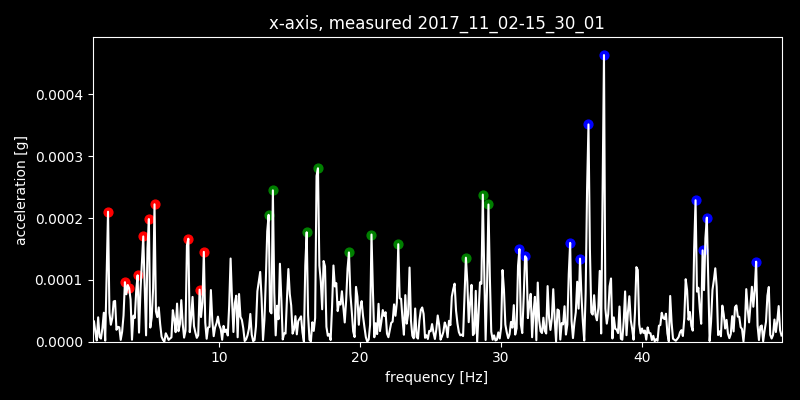 x-axis, measured 2017_11_02-15_30_01
acceleration [g]
0.0004
0.0003
0.0002
0.0001
0.0000
10 20 30 40
frequency [Hz]